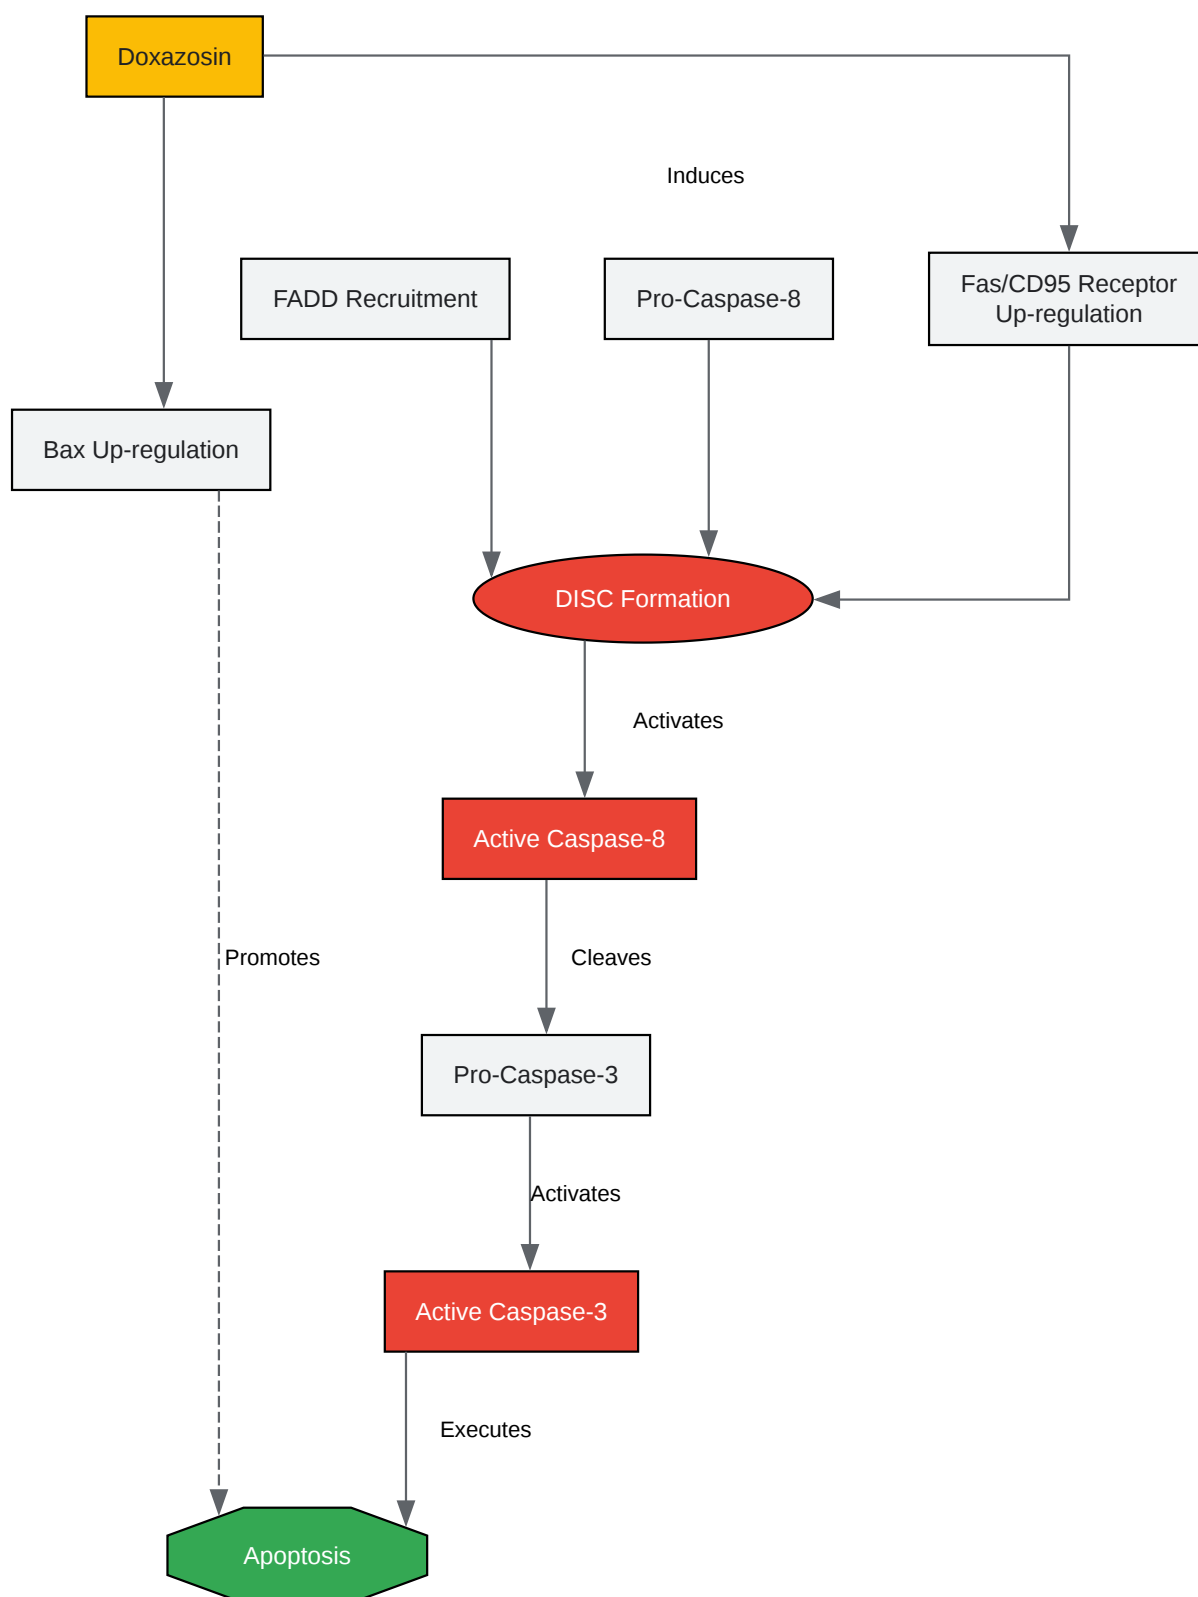 Doxazosin
Induces
FADD Recruitment
Pro-Caspase-8
Fas/CD95 Receptor
Up-regulation
Bax Up-regulation
DISC Formation
Activates
Active Caspase-8
Promotes
Cleaves
Pro-Caspase-3
Activates
Active Caspase-3
Executes
Apoptosis